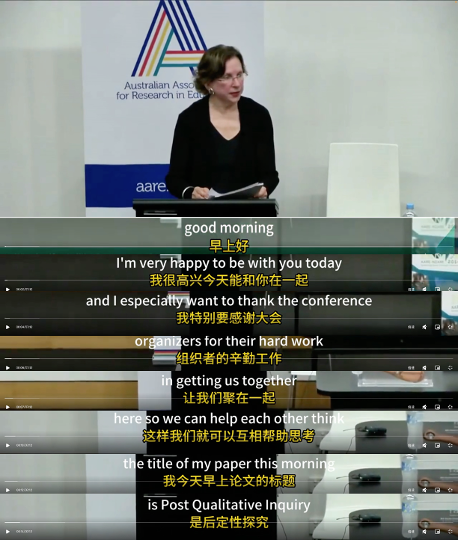 Australian Asso
for Research in Edu
aare.
good morning
早上好
I'm very happy to be with you today
我很高兴今天能和你在一起
and I especially want to thank the conference
我特别要感谢大会
organizers for their hard work
组织者的辛勤工作
in getting us together
让我们聚在一起
here so we can help each other think
这样我们就可以互相帮助思考
the title of my paper this morning
我今天早上论文的标题
is Post Qualitative Inquiry
是后定性探究